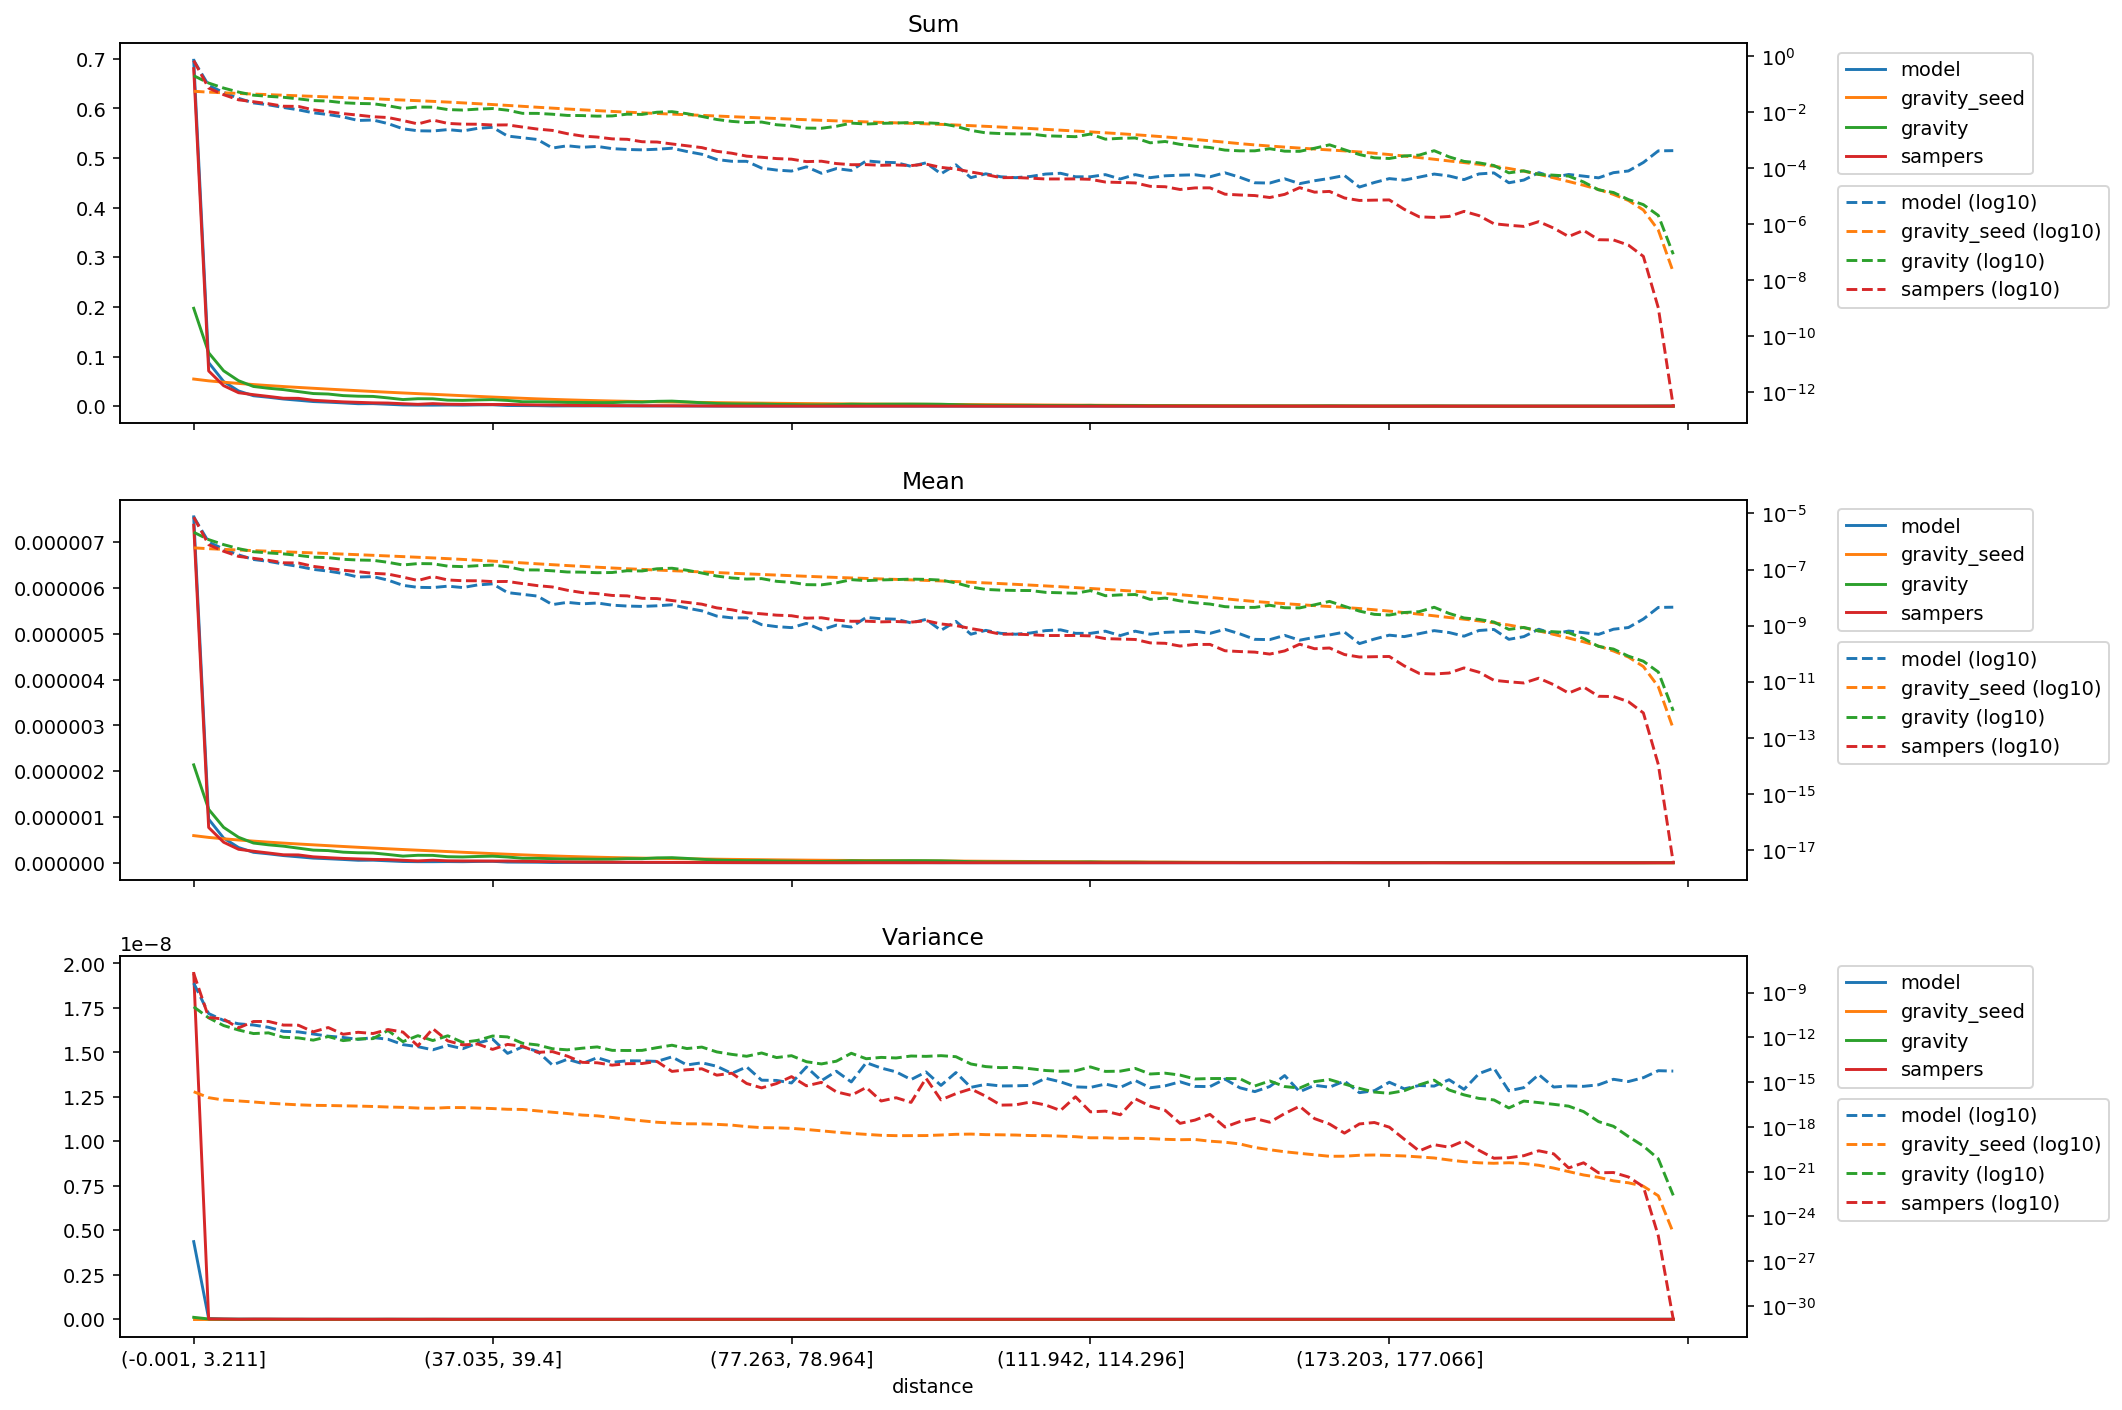 Sum
0.7
0.6
0.5
0.4
0.3
0.2
0.1
0.0
10⁰
10⁻²
10⁻⁴
10⁻⁶
10⁻⁸
10⁻¹⁰
10⁻¹²
model
gravity_seed
gravity
sampers
model (log10)
gravity_seed (log10)
gravity (log10)
sampers (log10)
Mean
0.000007
0.000006
0.000005
0.000004
0.000003
0.000002
0.000001
0.000000
10⁻⁵
10⁻⁷
10⁻⁹
10⁻¹¹
10⁻¹³
10⁻¹⁵
10⁻¹⁷
model
gravity_seed
gravity
sampers
model (log10)
gravity_seed (log10)
gravity (log10)
sampers (log10)
Variance
1e−8
2.00
1.75
1.50
1.25
1.00
0.75
0.50
0.25
0.00
10⁻⁹
10⁻¹²
10⁻¹⁵
10⁻¹⁸
10⁻²¹
10⁻²⁴
10⁻²⁷
10⁻³⁰
model
gravity_seed
gravity
sampers
model (log10)
gravity_seed (log10)
gravity (log10)
sampers (log10)
(-0.001, 3.211]
(37.035, 39.4]
(77.263, 78.964]
(111.942, 114.296]
(173.203, 177.066]
distance